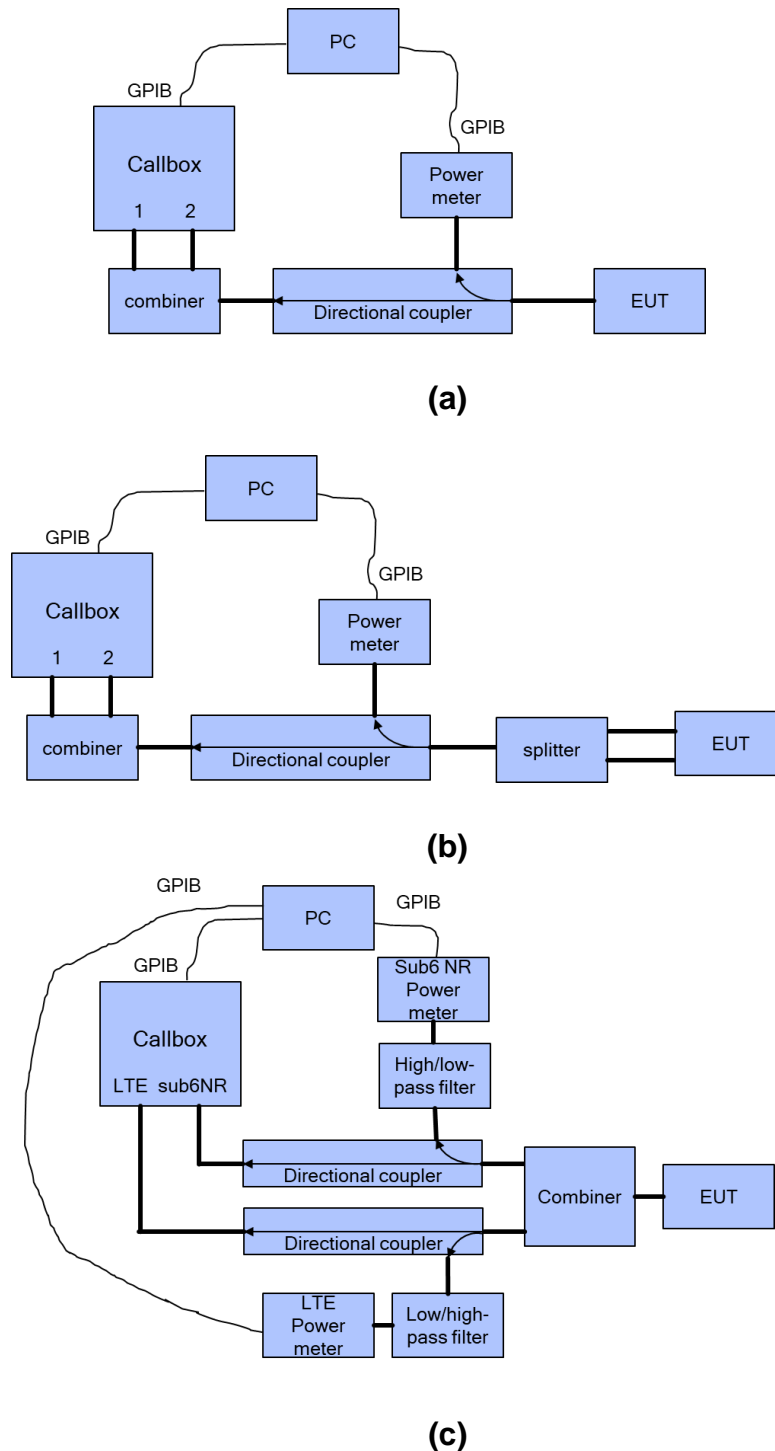 PC
GPIB
GPIB
Callbox
Power
meter
1 2
combiner
Directional coupler
EUT
(a)
PC
GPIB
GPIB
Callbox
Power
meter
1 2
combiner
Directional coupler
splitter
EUT
(b)
GPIB
PC
GPIB
GPIB
Sub6 NR
Power
meter
Callbox
LTE sub6NR
High/low-
pass filter
Directional coupler
Combiner
EUT
Directional coupler
LTE
Power
meter
Low/high-
pass filter
(c)